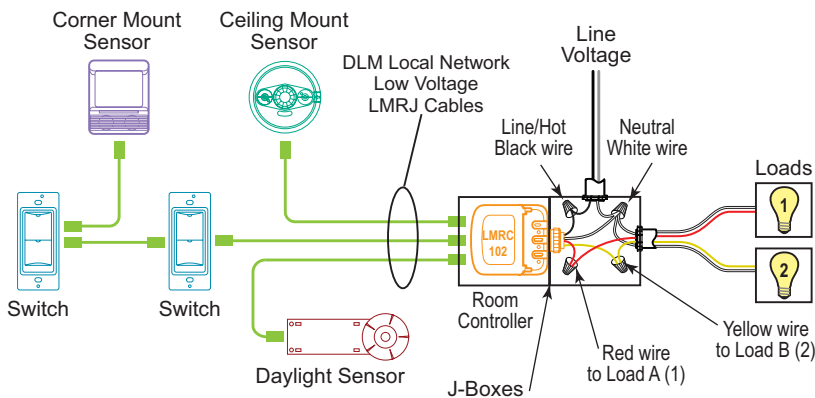 Corner Mount
Sensor
Ceiling Mount
Sensor
DLM Local Network
Low Voltage
LMRJ Cables
Line
Voltage
Line/Hot
Black wire
Neutral
White wire
Loads
1
2
LMRC
102
Switch
Switch
Room
Controller
Daylight Sensor
J-Boxes
Red wire
to Load A (1)
Yellow wire
to Load B (2)